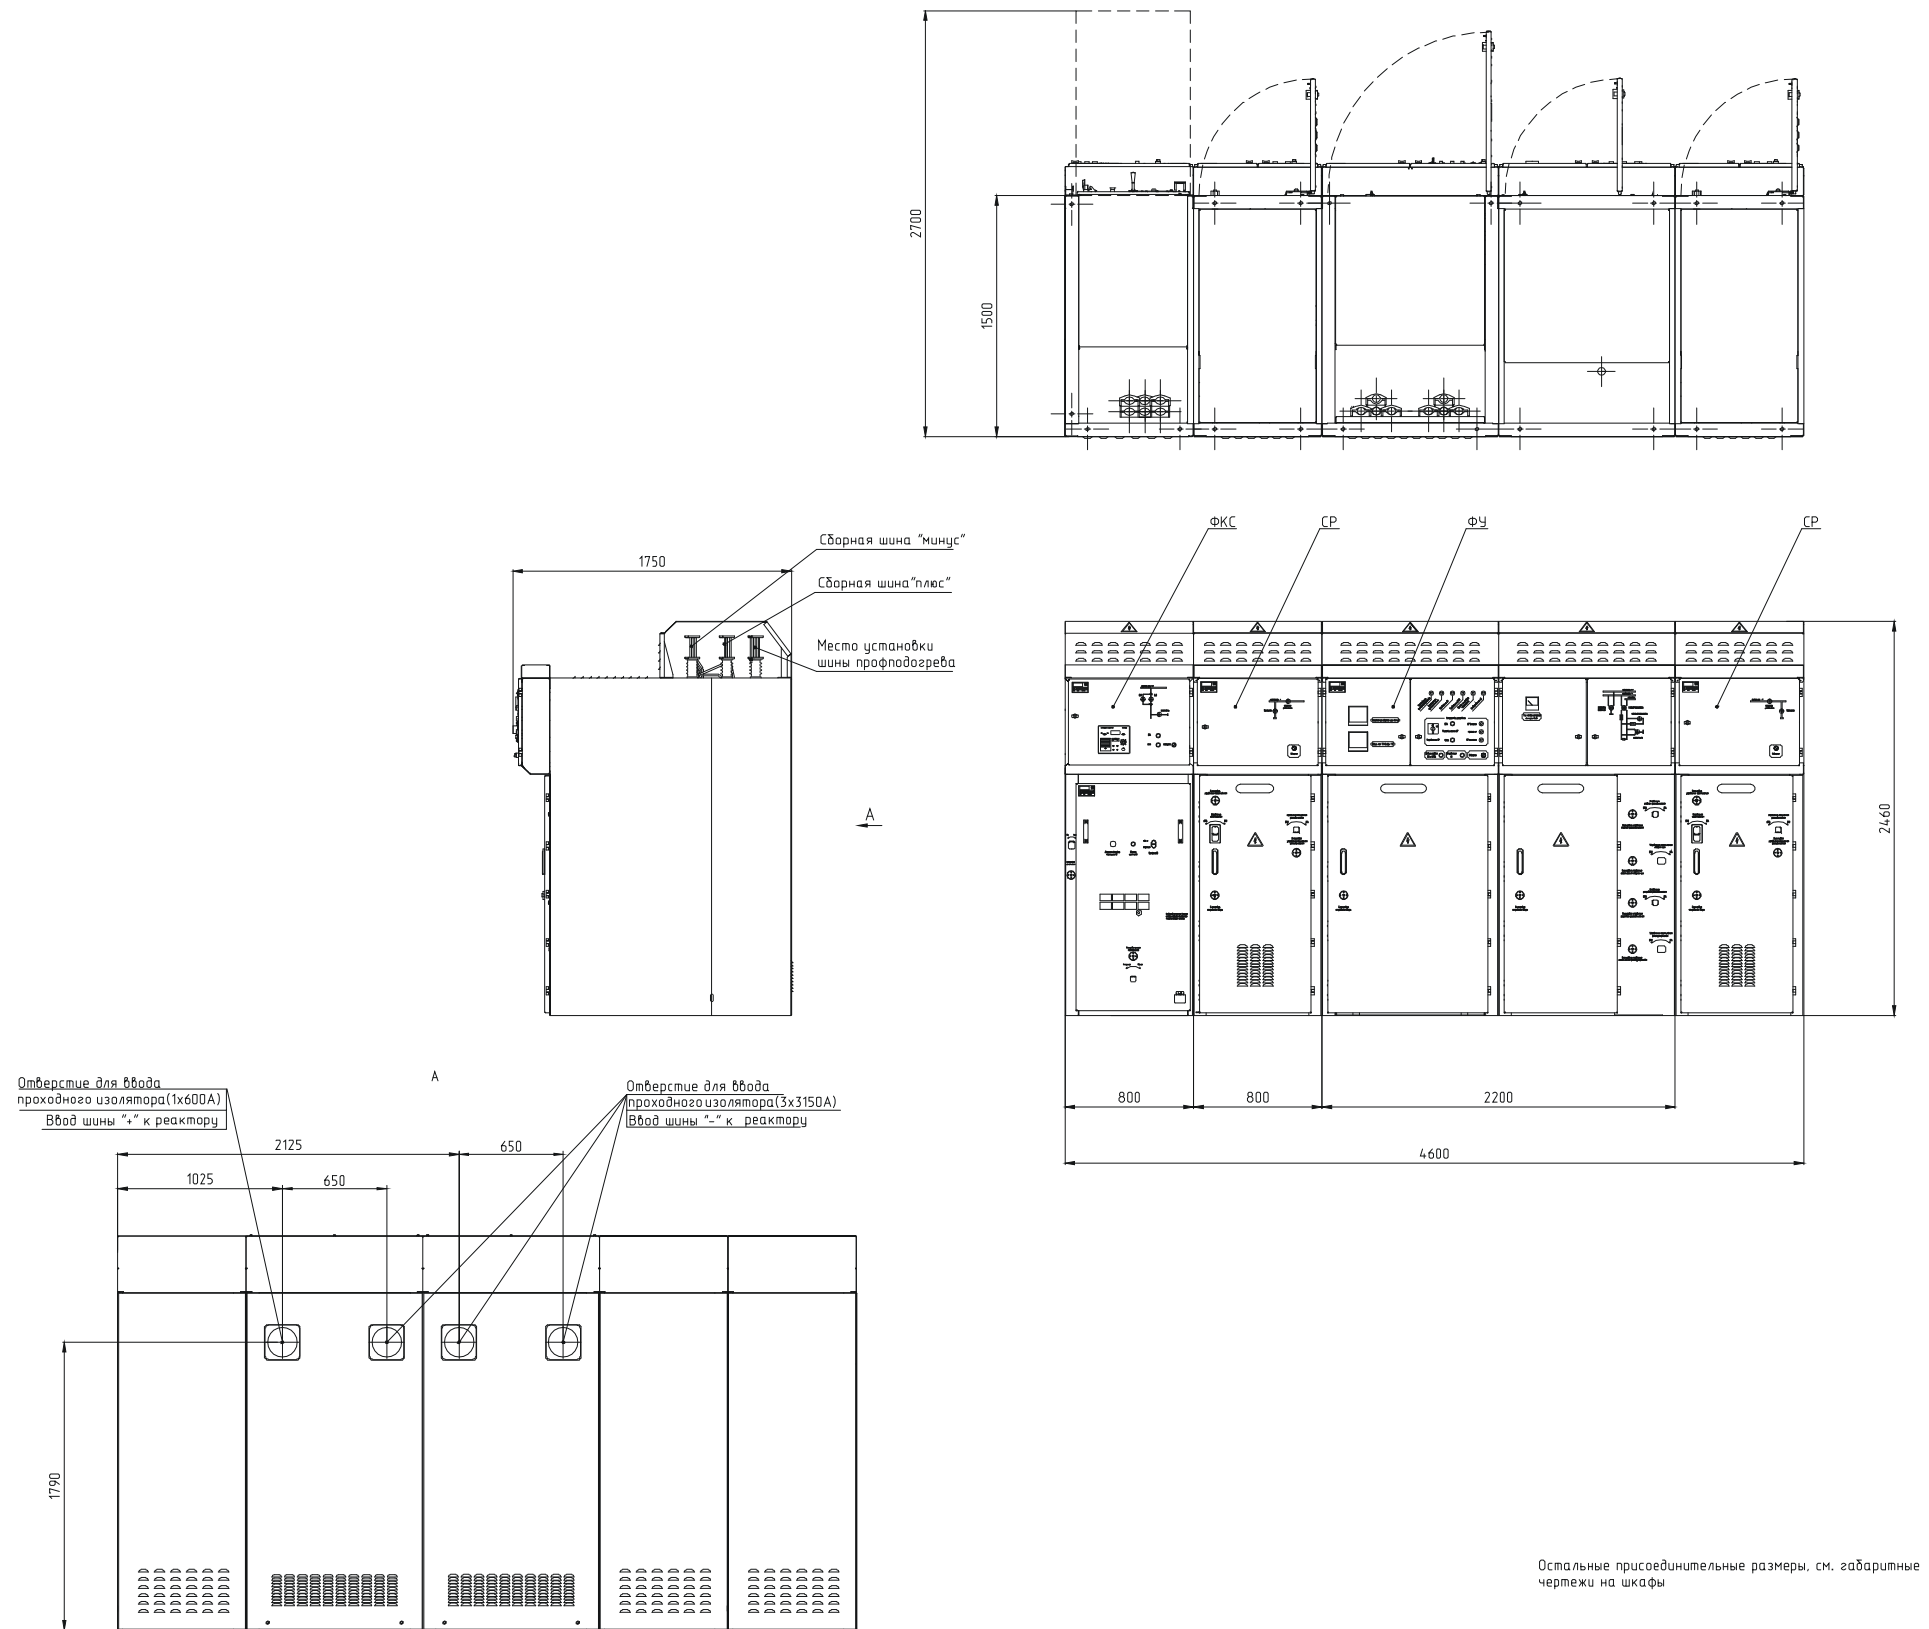 2700
1500
ФКС
СР
ФУ
СР
1750
Сборная шина "минус"
Сборная шина"плюс"
Место установки
шины профподогрева
А
2460
800
800
2200
4600
А
Отверстие для ввода
проходного изолятора(1х600А)
Ввод шины "+" к реактору
Отверстие для ввода
проходного изолятора(3х3150А)
Ввод шины "-" к реактору
2125
650
1025
650
1790
Остальные присоединительные размеры, см. габаритные
чертежи на шкафы